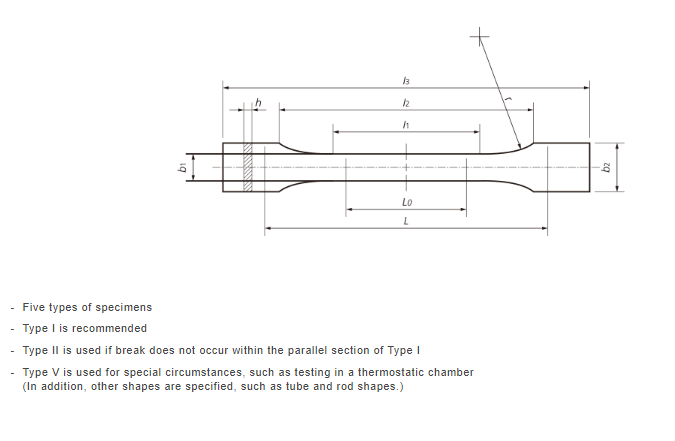 l3
h
l2
r
l1
b1
b2
L0
L
- Five types of specimens
- Type I is recommended
- Type II is used if break does not occur within the parallel section of Type I
- Type V is used for special circumstances, such as testing in a thermostatic chamber
(In addition, other shapes are specified, such as tube and rod shapes.)